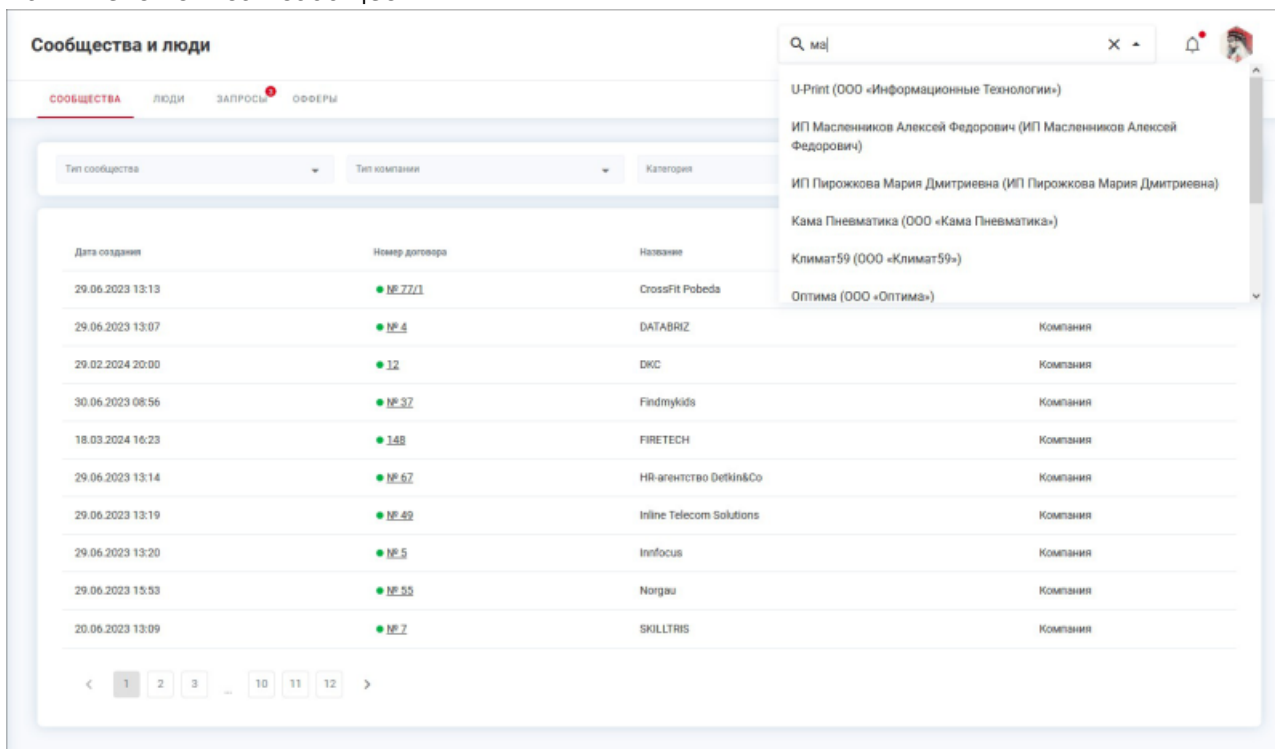 Сообщества и люди
ма
СООБЩЕСТВА ЛЮДИ ЗАПРОСЫ 3 ОФФЕРЫ
U-Print (ООО «Информационные Технологии»)
ИП Масленников Алексей Федорович (ИП Масленников Алексей
Федорович)
ИП Пирожкова Мария Дмитриевна (ИП Пирожкова Мария Дмитриевна)
Кама Пневматика (ООО «Кама Пневматика»)
Климат59 (ООО «Климат59»)
Оптима (ООО «Оптима»)
Тип сообщества Тип компании Категория
Дата создания Номер договора Название
29.06.2023 13:13 № 77/1 CrossFit Pobeda
29.06.2023 13:07 № 4 DATABRIZ Компания
29.02.2024 20:00 12 DKC Компания
30.06.2023 08:56 № 37 Findmykids Компания
18.03.2024 16:23 148 FIRETECH Компания
29.06.2023 13:14 № 67 HR-агентство Detkin&Co Компания
29.06.2023 13:19 № 49 Inline Telecom Solutions Компания
29.06.2023 13:20 № 5 Innfocus Компания
29.06.2023 15:53 № 55 Norgau Компания
20.06.2023 13:09 № 7 SKILLTRIS Компания
1 2 3 ... 10 11 12